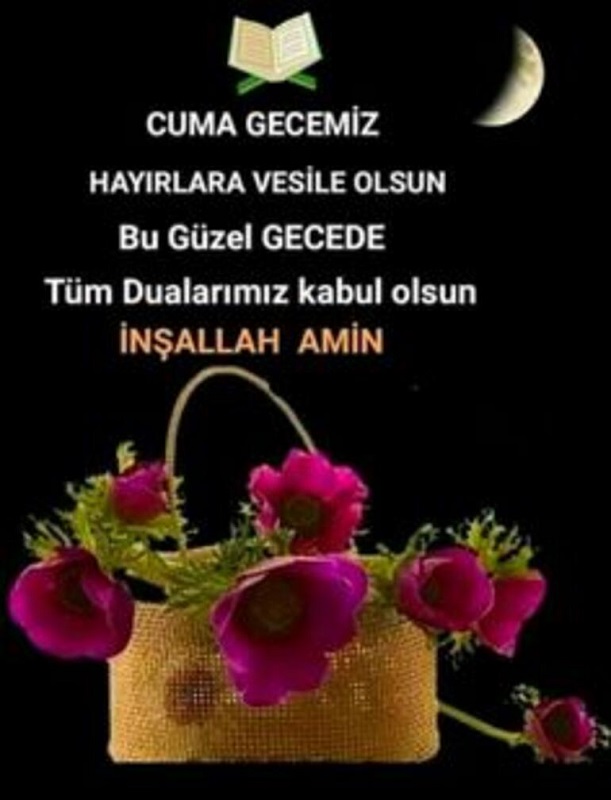 CUMA GECEMİZ
HAYIRLARA VESİLE OLSUN
Bu Güzel GECEDE
Tüm Dualarımız kabul olsun
İNŞALLAH AMİN